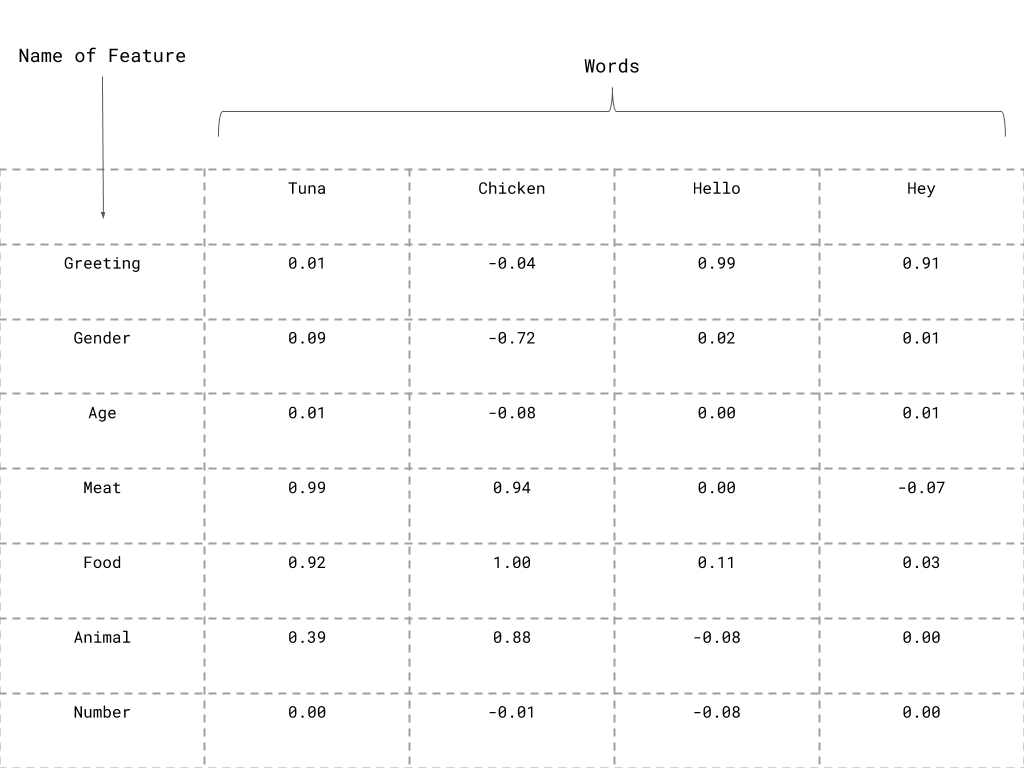 Name of Feature
Words
Tuna Chicken Hello Hey
Greeting 0.01 -0.04 0.99 0.91
Gender 0.09 -0.72 0.02 0.01
Age 0.01 -0.08 0.00 0.01
Meat 0.99 0.94 0.00 -0.07
Food 0.92 1.00 0.11 0.03
Animal 0.39 0.88 -0.08 0.00
Number 0.00 -0.01 -0.08 0.00